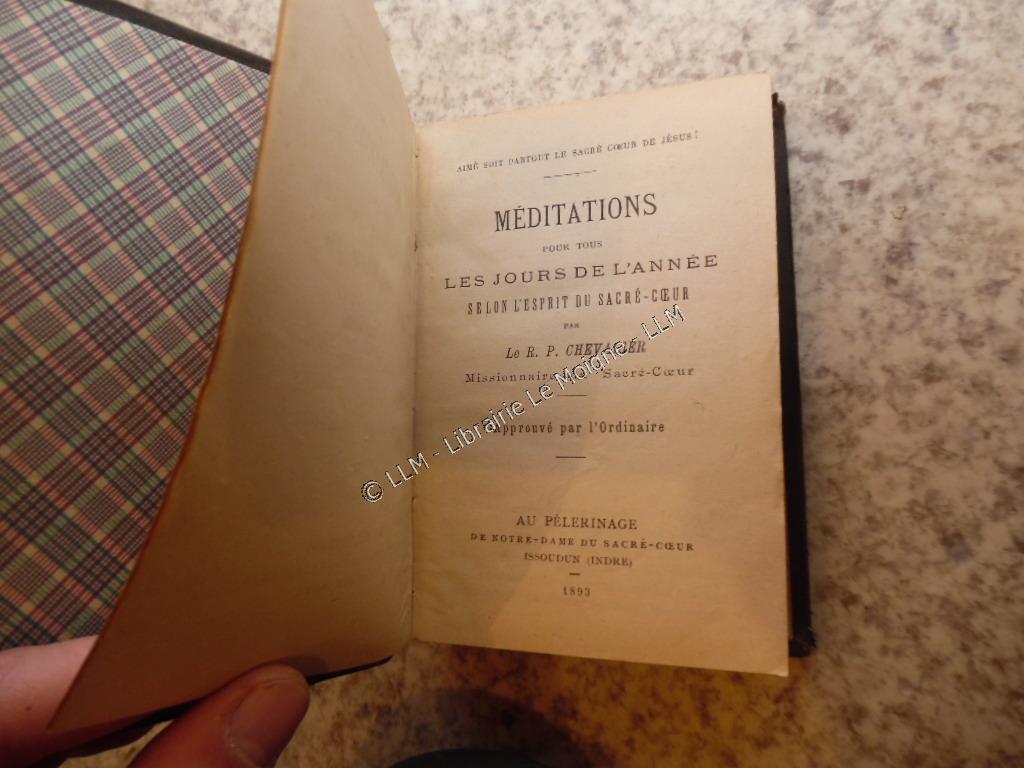 AIMÉ SOIT PARTOUT LE SACRÉ CŒUR DE JÉSUS!
MÉDITATIONS
POUR TOUS
LES JOURS DE L'ANNÉE
SELON L'ESPRIT DU SACRÉ-CŒUR
PAR
Le R. P. CHEVALIER
Missionnaire Sacré-Cœur
Approuvé par l'Ordinaire
AU PÈLERINAGE
DE NOTRE-DAME DU SACRÉ-CŒUR
ISSOUDUN (INDRE)
1893
© LLM - Librairie Le Moigne - LLM